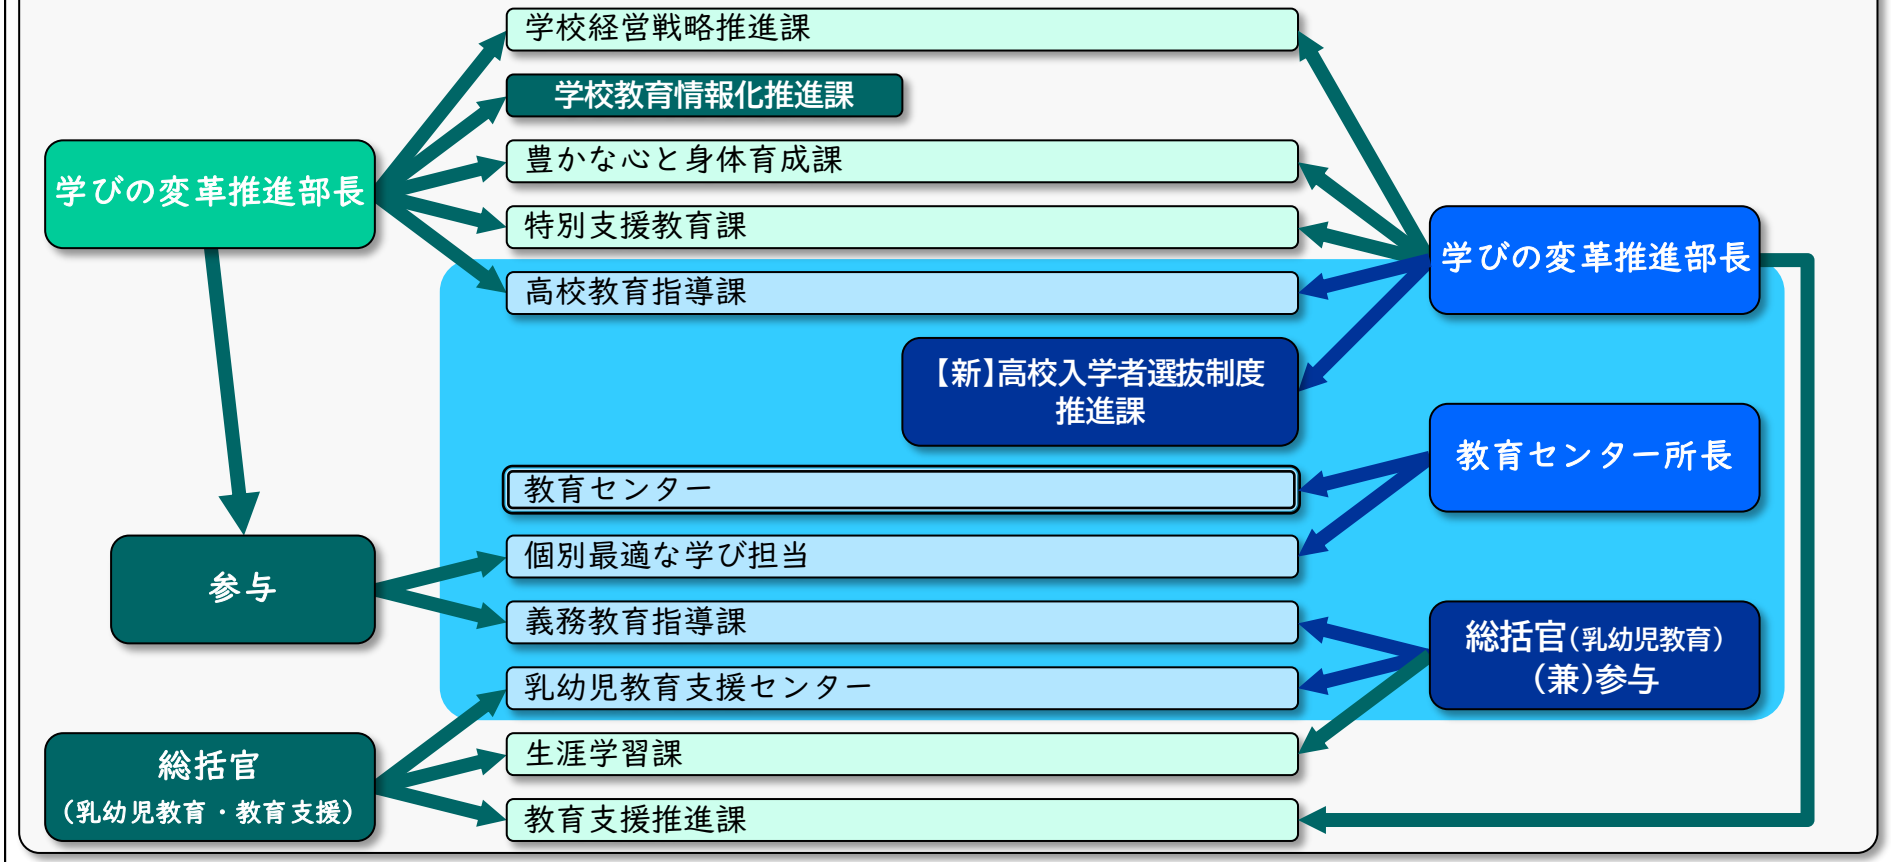 学校経営戦略推進課
学校教育情報化推進課
豊かな心と身体育成課
学びの変革推進部長
特別支援教育課
学びの変革推進部長
高校教育指導課
【新】高校入学者選抜制度
推進課
教育センター所長
教育センター
個別最適な学び担当
参与
義務教育指導課
総括官(乳幼児教育)
(兼)参与
乳幼児教育支援センター
生涯学習課
総括官
(乳幼児教育・教育支援)
教育支援推進課